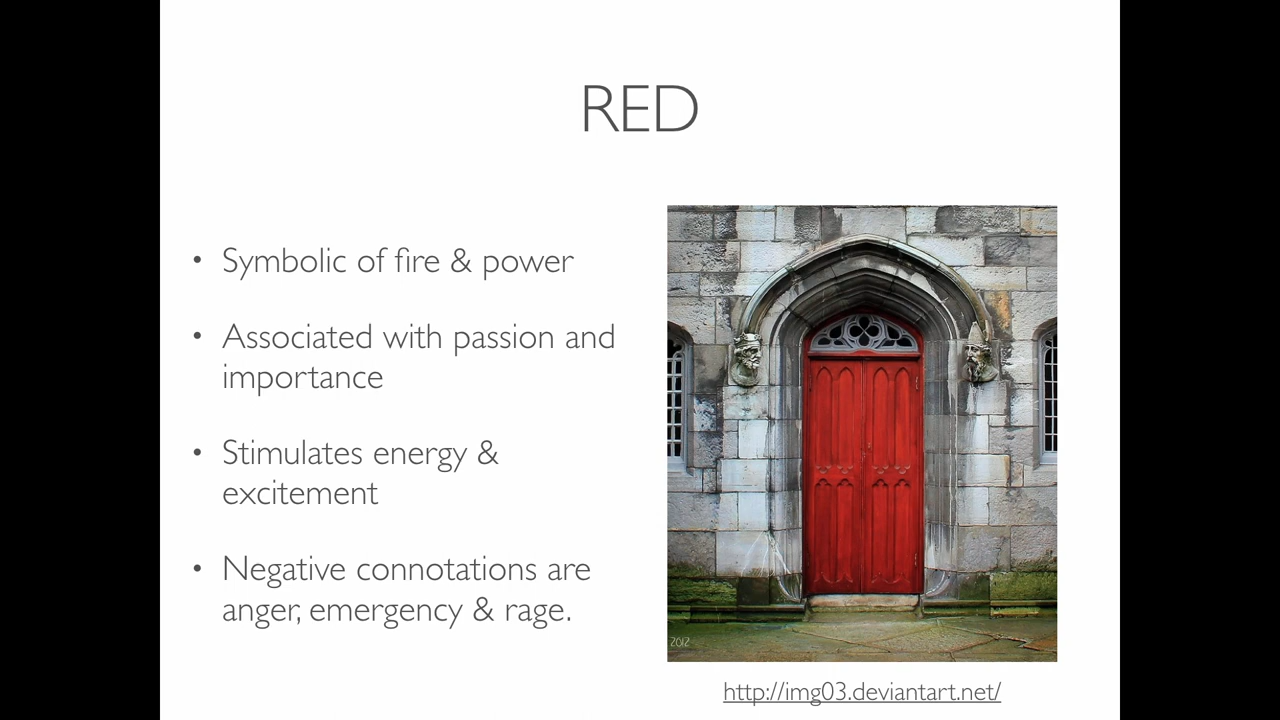 RED
• Symbolic of fire & power
• Associated with passion and
importance
• Stimulates energy &
excitement
• Negative connotations are
anger, emergency & rage.
2012
http://img03.deviantart.net/